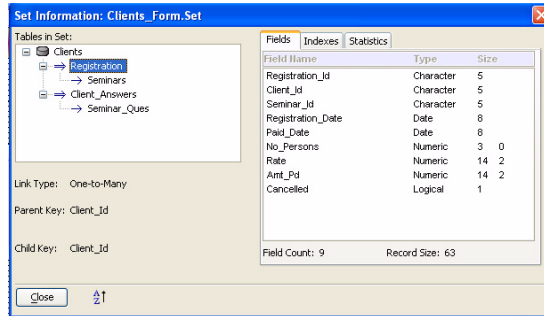 Set Information: Clients_Form.Set
Tables in Set:
Clients
Registration
Seminars
Client_Answers
Seminar_Ques
Link Type: One-to-Many
Parent Key: Client_Id
Child Key: Client_Id
Fields Indexes Statistics
Field Name Type Size
Registration_Id Character 5
Client_Id Character 5
Seminar_Id Character 5
Registration_Date Date 8
Paid_Date Date 8
No_Persons Numeric 3 0
Rate Numeric 14 2
Amt_Pd Numeric 14 2
Cancelled Logical 1
Field Count: 9 Record Size: 63
Close
A Z